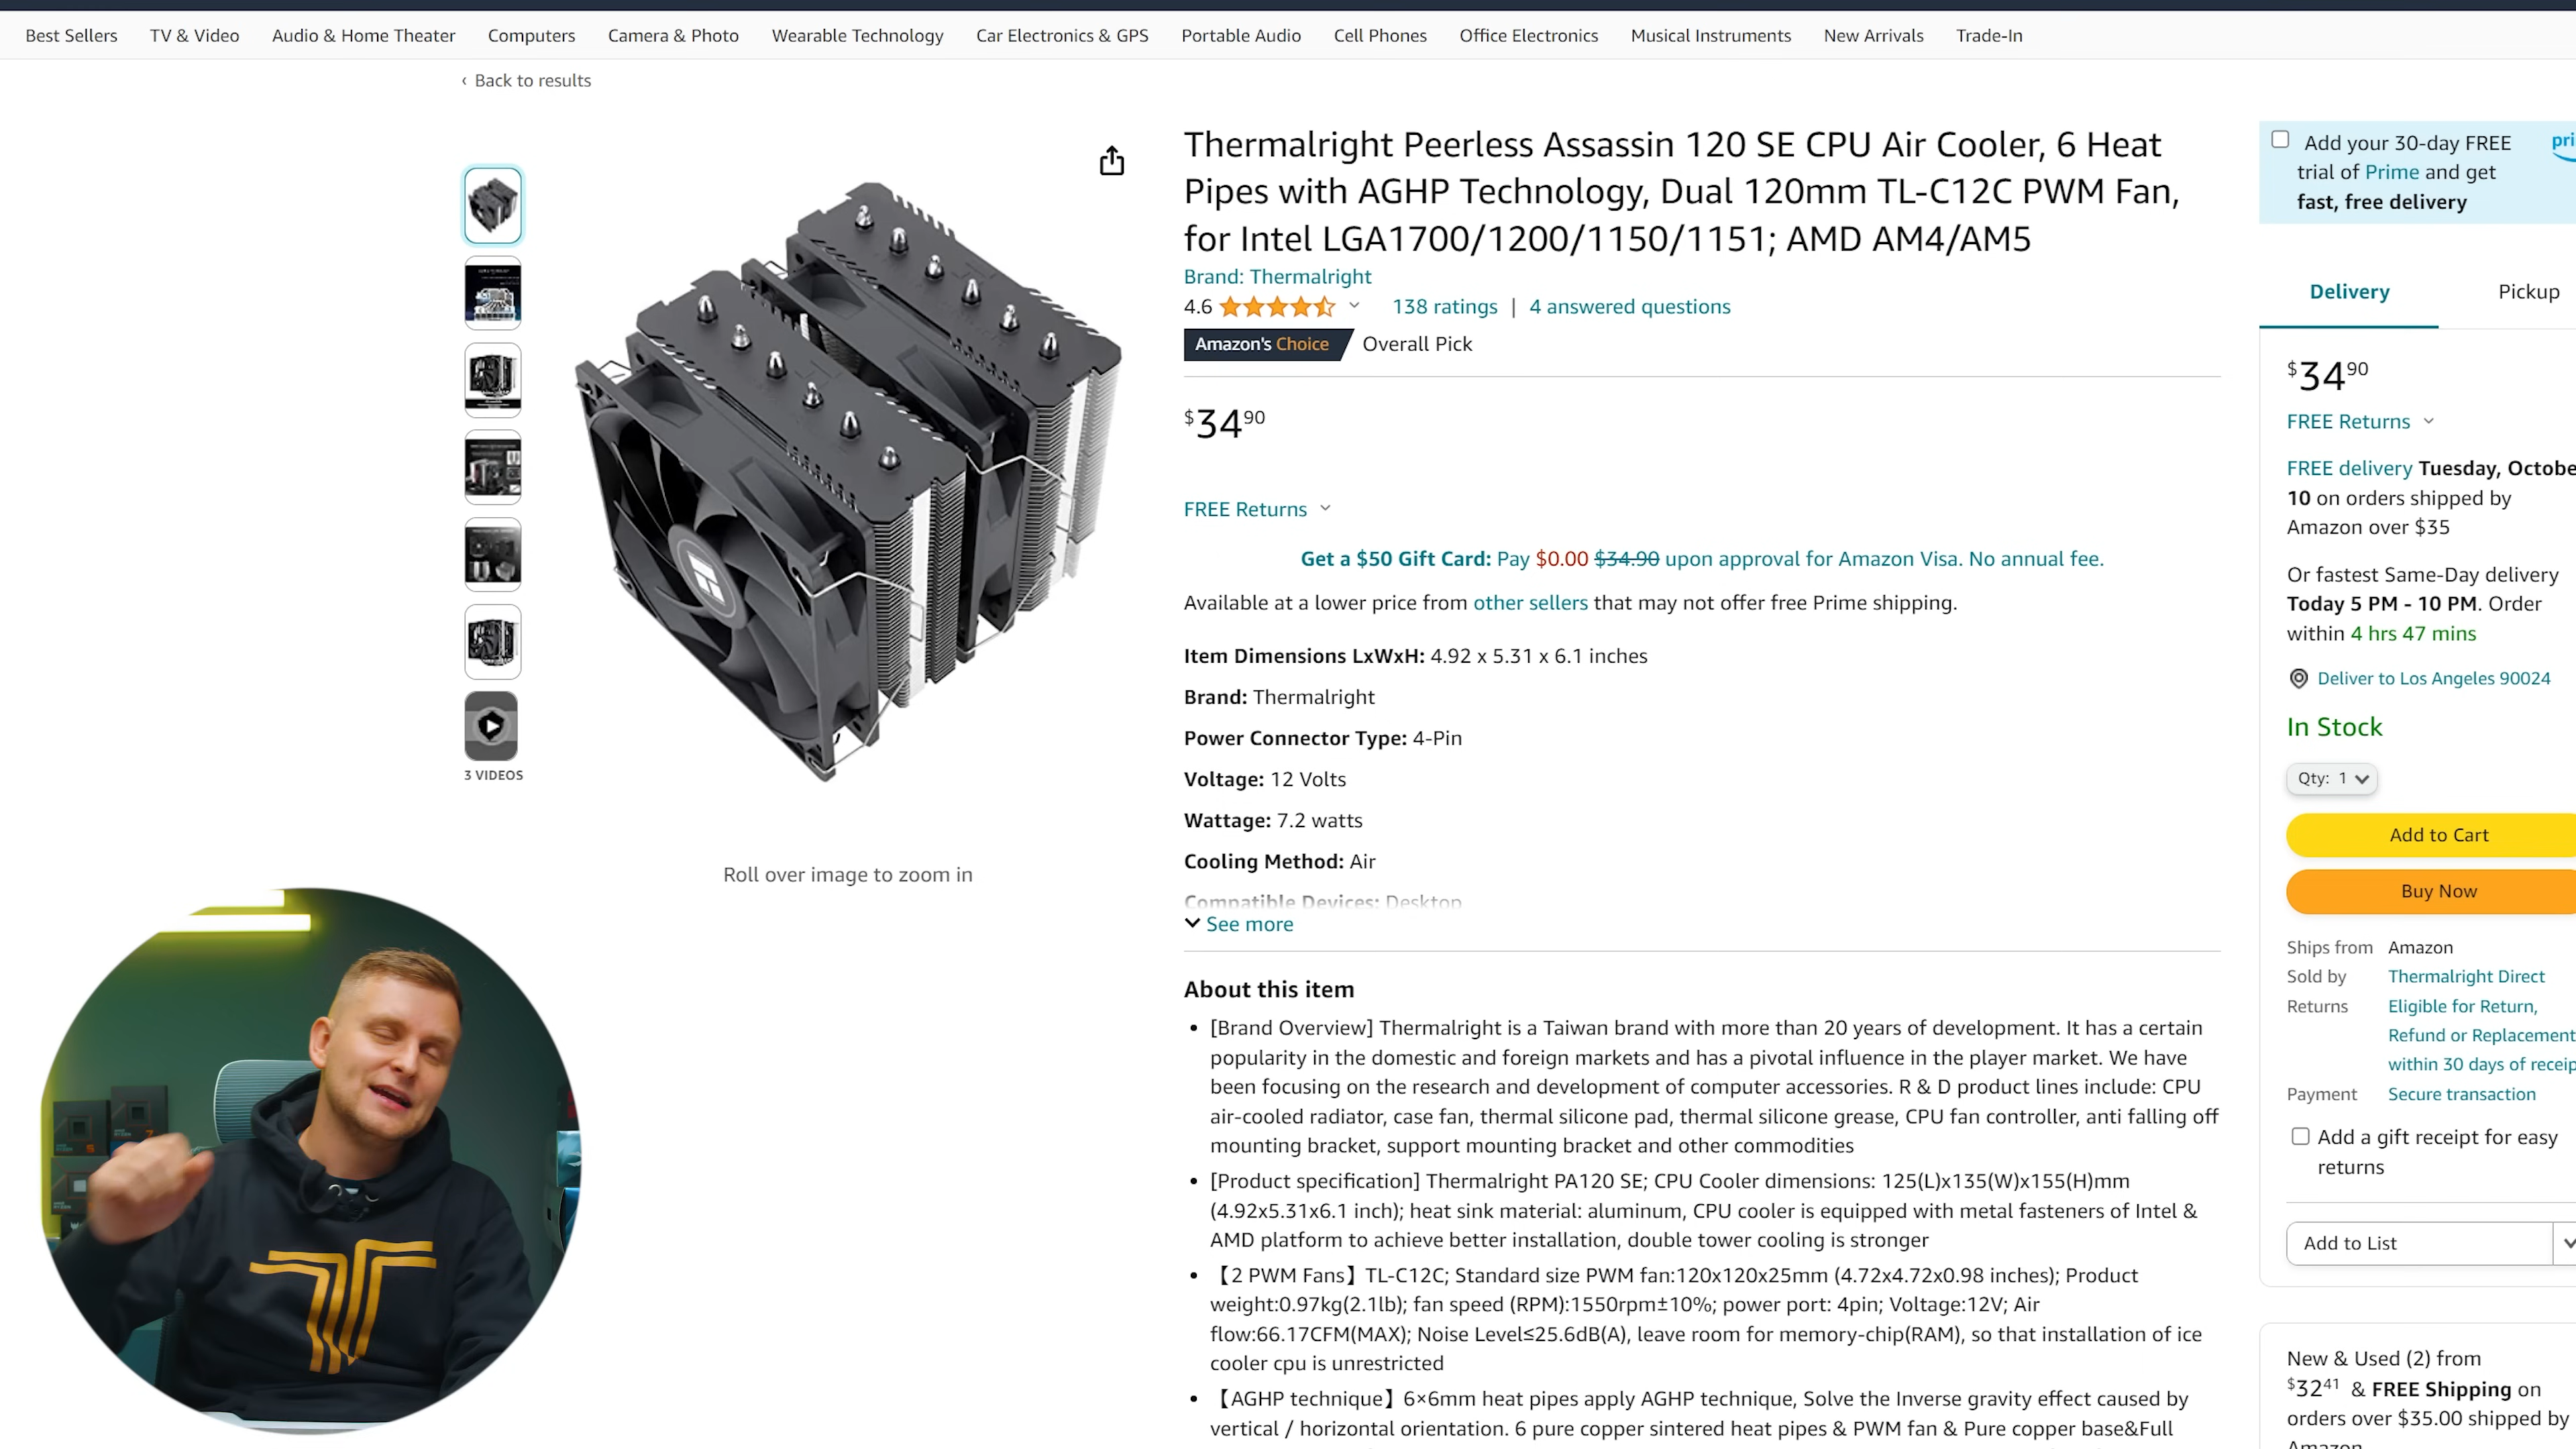 Best Sellers TV & Video Audio & Home Theater Computers Camera & Photo Wearable Technology Car Electronics & GPS Portable Audio Cell Phones Office Electronics Musical Instruments New Arrivals Trade-In
‹ Back to results
Thermalright Peerless Assassin 120 SE CPU Air Cooler, 6 Heat
Pipes with AGHP Technology, Dual 120mm TL-C12C PWM Fan,
for Intel LGA1700/1200/1150/1151; AMD AM4/AM5
Brand: Thermalright
4.6 138 ratings | 4 answered questions
Amazon's Choice Overall Pick
$34 90
FREE Returns
Get a $50 Gift Card: Pay $0.00 $34.90 upon approval for Amazon Visa. No annual fee.
Available at a lower price from other sellers that may not offer free Prime shipping.
Item Dimensions LxWxH: 4.92 x 5.31 x 6.1 inches
Brand: Thermalright
Power Connector Type: 4-Pin
Voltage: 12 Volts
Wattage: 7.2 watts
Cooling Method: Air
Compatible Devices: Desktop
See more
3 VIDEOS
Roll over image to zoom in
About this item
• [Brand Overview] Thermalright is a Taiwan brand with more than 20 years of development. It has a certain
popularity in the domestic and foreign markets and has a pivotal influence in the player market. We have
been focusing on the research and development of computer accessories. R & D product lines include: CPU
air-cooled radiator, case fan, thermal silicone pad, thermal silicone grease, CPU fan controller, anti falling off
mounting bracket, support mounting bracket and other commodities
• [Product specification] Thermalright PA120 SE; CPU Cooler dimensions: 125(L)x135(W)x155(H)mm
(4.92x5.31x6.1 inch); heat sink material: aluminum, CPU cooler is equipped with metal fasteners of Intel &
AMD platform to achieve better installation, double tower cooling is stronger
• 【2 PWM Fans】TL-C12C; Standard size PWM fan:120x120x25mm (4.72x4.72x0.98 inches); Product
weight:0.97kg(2.1lb); fan speed (RPM):1550rpm±10%; power port: 4pin; Voltage:12V; Air
flow:66.17CFM(MAX); Noise Level≤25.6dB(A), leave room for memory-chip(RAM), so that installation of ice
cooler cpu is unrestricted
• 【AGHP technique】6×6mm heat pipes apply AGHP technique, Solve the Inverse gravity effect caused by
vertical / horizontal orientation. 6 pure copper sintered heat pipes & PWM fan & Pure copper base&Full
Add your 30-day FREE pri
trial of Prime and get
fast, free delivery
Delivery Pickup
$34 90
FREE Returns
FREE delivery Tuesday, Octobe
10 on orders shipped by
Amazon over $35
Or fastest Same-Day delivery
Today 5 PM - 10 PM. Order
within 4 hrs 47 mins
Deliver to Los Angeles 90024
In Stock
Qty: 1
Add to Cart
Buy Now
Ships from Amazon
Sold by Thermalright Direct
Returns Eligible for Return,
Refund or Replacement
within 30 days of receip
Payment Secure transaction
Add a gift receipt for easy
returns
Add to List
New & Used (2) from
$32 41 & FREE Shipping on
orders over $35.00 shipped by
Amazon